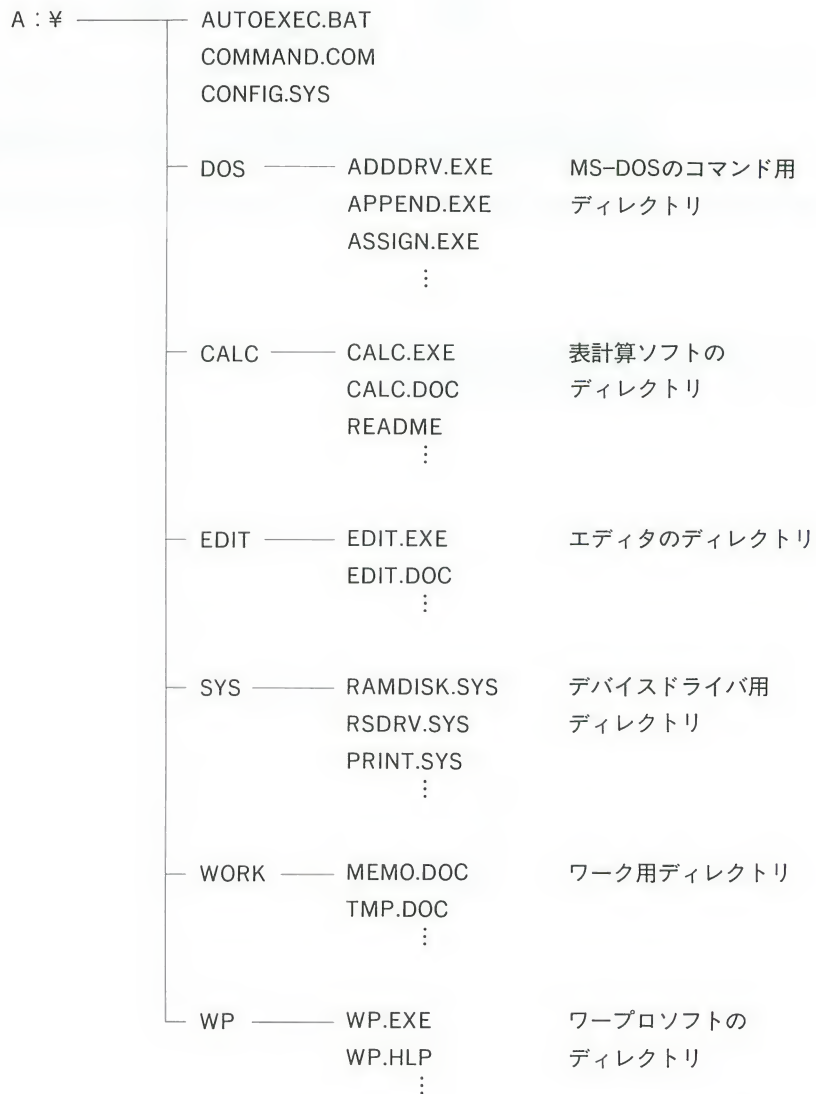 A：¥ AUTOEXEC.BAT
COMMAND.COM
CONFIG.SYS
DOS ADDDRV.EXE MS-DOSのコマンド用
APPEND.EXE ディレクトリ
ASSIGN.EXE
⋮
CALC CALC.EXE 表計算ソフトの
CALC.DOC ディレクトリ
README
⋮
EDIT EDIT.EXE エディタのディレクトリ
EDIT.DOC
⋮
SYS RAMDISK.SYS デバイスドライバ用
RSDRV.SYS ディレクトリ
PRINT.SYS
⋮
WORK MEMO.DOC ワーク用ディレクトリ
TMP.DOC
⋮
WP WP.EXE ワープロソフトの
WP.HLP ディレクトリ
⋮